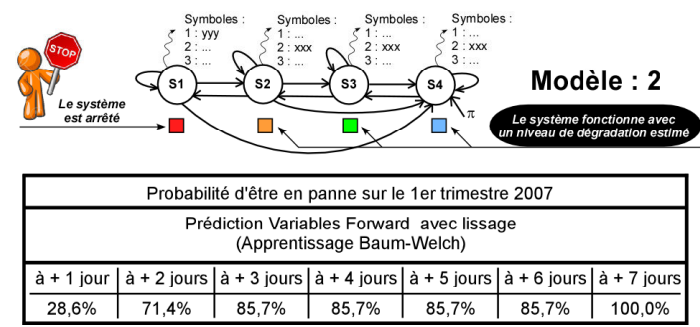 Symboles : Symboles : Symboles : Symboles :
1 : yyy 1 : ... 1 : ... 1 : ...
2 : ... 2 : xxx 2 : xxx 2 : xxx
3 : ... 3 : ... 3 : ... 3 : ...
STOP
S1 S2 S3 S4
Modèle : 2
Le système
est arrêté
π
Le système fonctionne avec
un niveau de dégradation estimé
Probabilité d'être en panne sur le 1er trimestre 2007
Prédiction Variables Forward avec lissage
(Apprentissage Baum-Welch)
à + 1 jour à + 2 jours à + 3 jours à + 4 jours à + 5 jours à + 6 jours à + 7 jours
28,6% 71,4% 85,7% 85,7% 85,7% 85,7% 100,0%